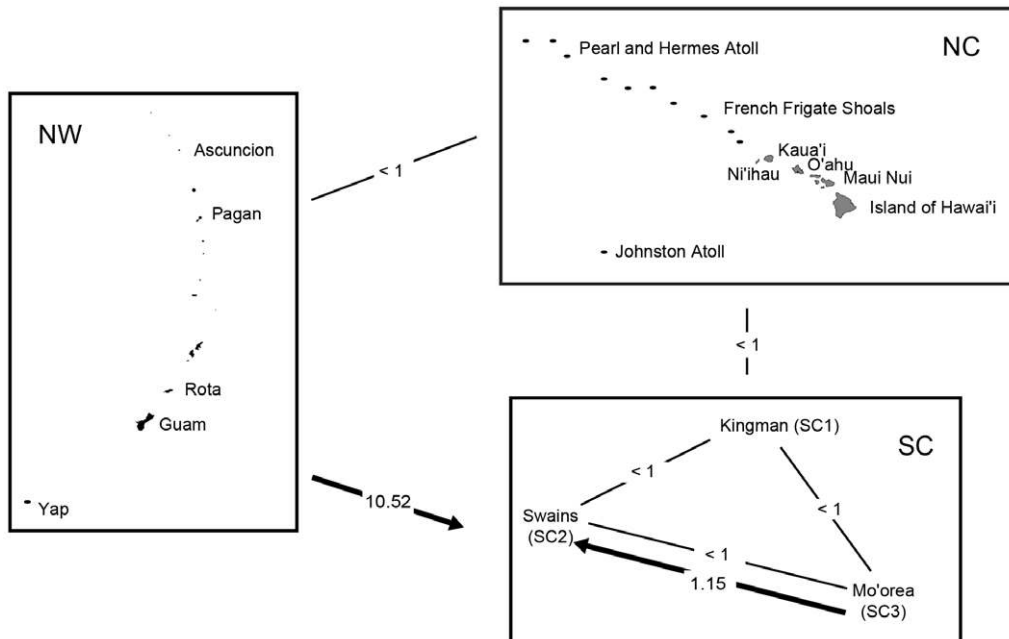 NW
Ascuncion
Pagan
Rota
Guam
Yap
< 1
NC
Pearl and Hermes Atoll
French Frigate Shoals
Kaua'i
O'ahu
Ni'ihau
Maui Nui
Island of Hawai'i
Johnston Atoll
< 1
10.52
SC
Kingman (SC1)
< 1
< 1
Swains
(SC2)
< 1
1.15
Mo'orea
(SC3)